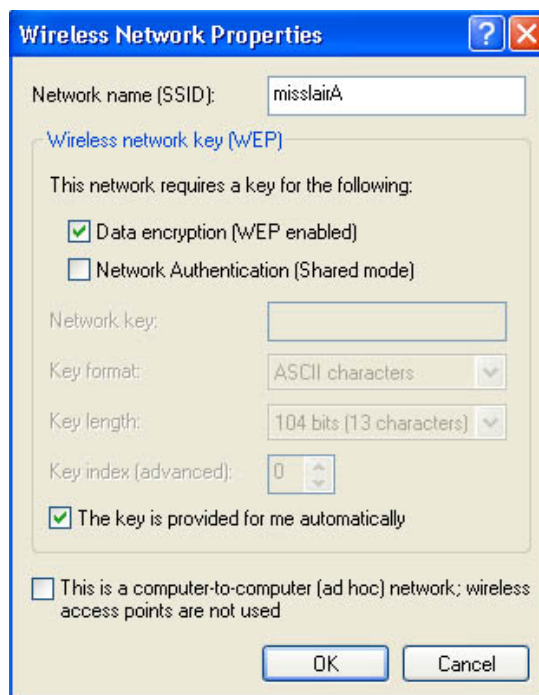 Wireless Network Properties
Network name (SSID): misslairA
Wireless network key (WEP)
This network requires a key for the following:
Data encryption (WEP enabled)
Network Authentication (Shared mode)
Network key:
Key format: ASCII characters
Key length: 104 bits (13 characters)
Key index (advanced): 0
The key is provided for me automatically
This is a computer-to-computer (ad hoc) network; wireless
access points are not used
OK Cancel